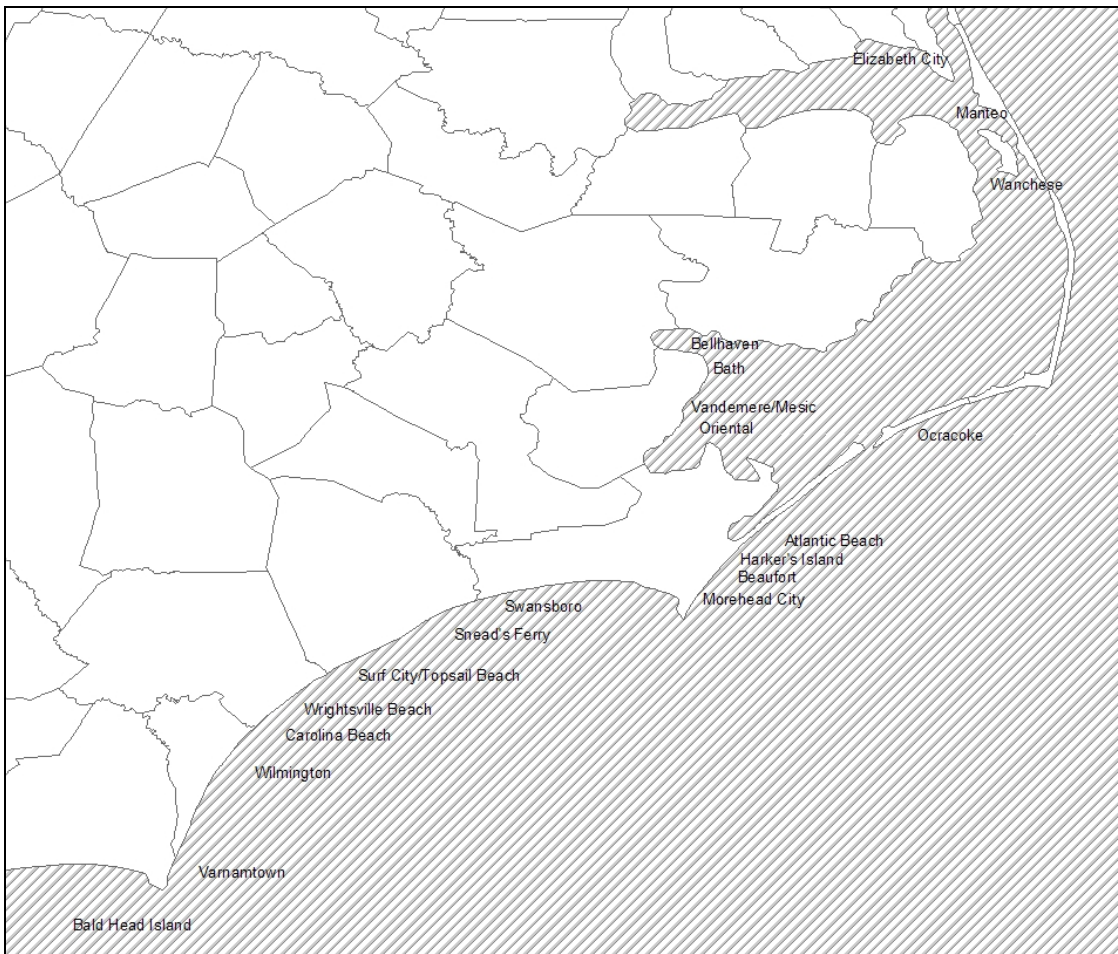 Elizabeth City
Manteo
Wanchese
Bellhaven
Bath
Vandemere/Mesic
Oriental
Ocracoke
Atlantic Beach
Harker's Island
Beaufort
Morehead City
Swansboro
Snead's Ferry
Surf City/Topsail Beach
Wrightsville Beach
Carolina Beach
Wilmington
Varnamtown
Bald Head Island